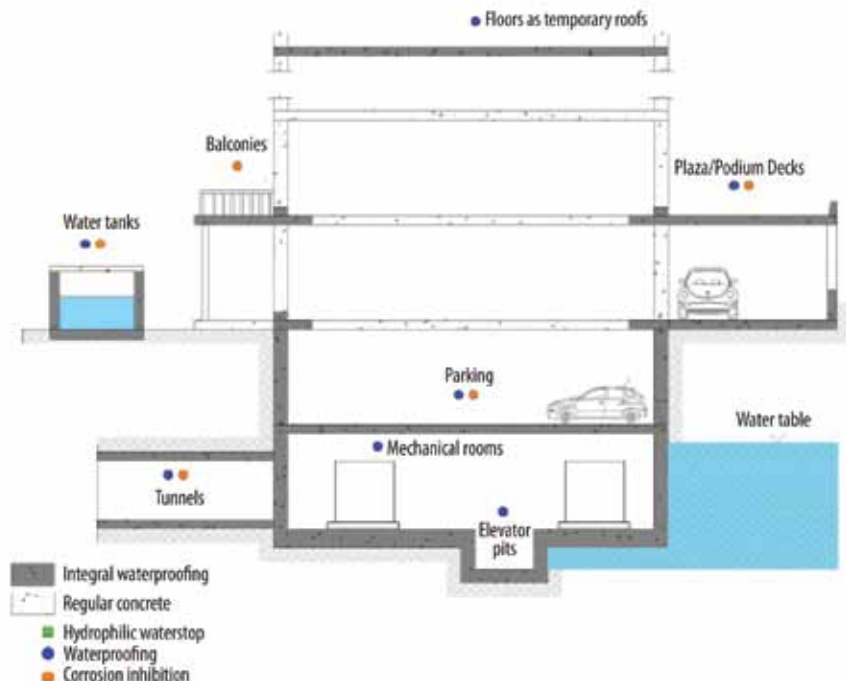 Floors as temporary roofs
Balconies
Plaza/Podium Decks
Water tanks
Parking
Water table
Mechanical rooms
Tunnels
Elevator
pits
Integral waterproofing
Regular concrete
Hydrophilic waterstop
Waterproofing
Corrosion inhibition